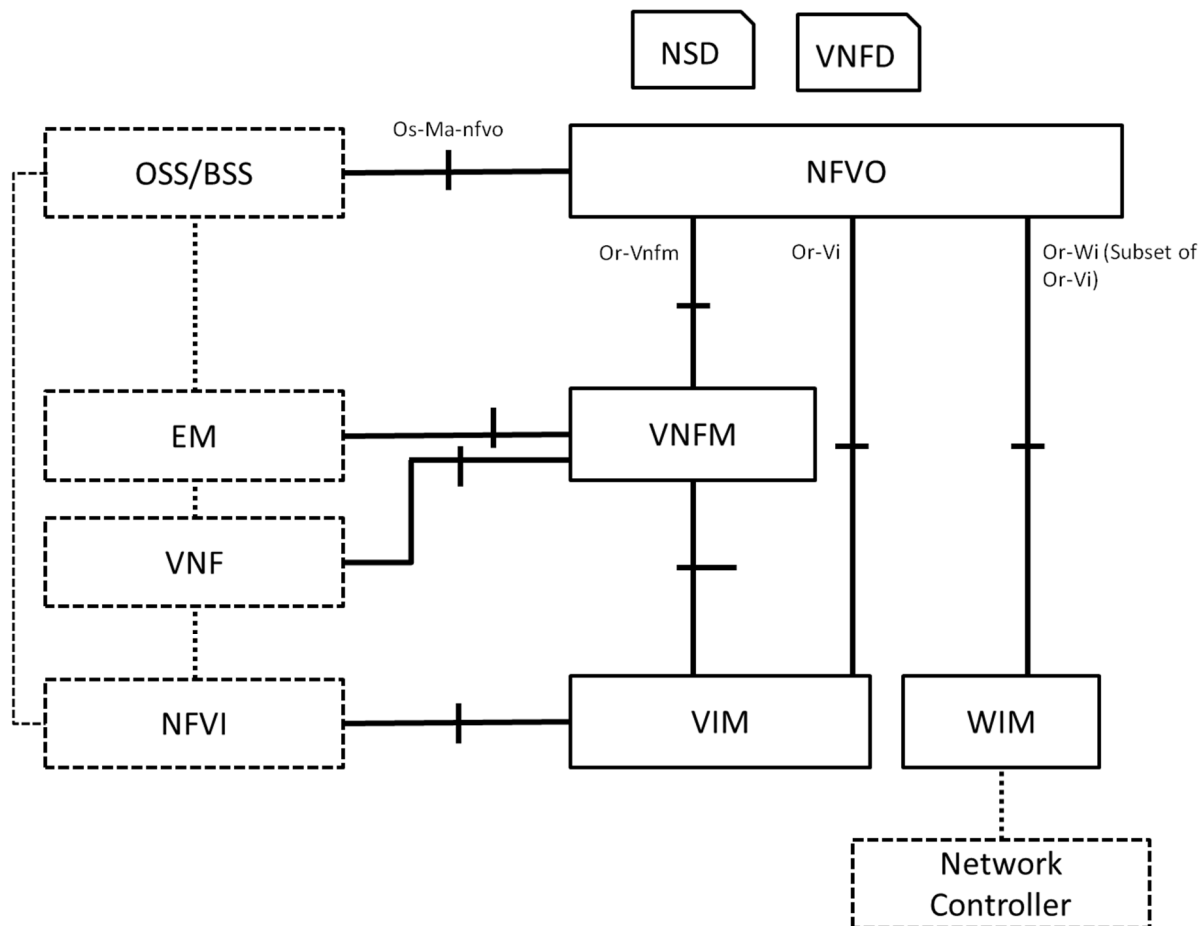 NSD
VNFD
Os-Ma-nfvo
OSS/BSS
NFVO
Or-Vnfm
Or-Vi
Or-Wi (Subset of
Or-Vi)
EM
VNFM
VNF
NFVI
VIM
WIM
Network
Controller